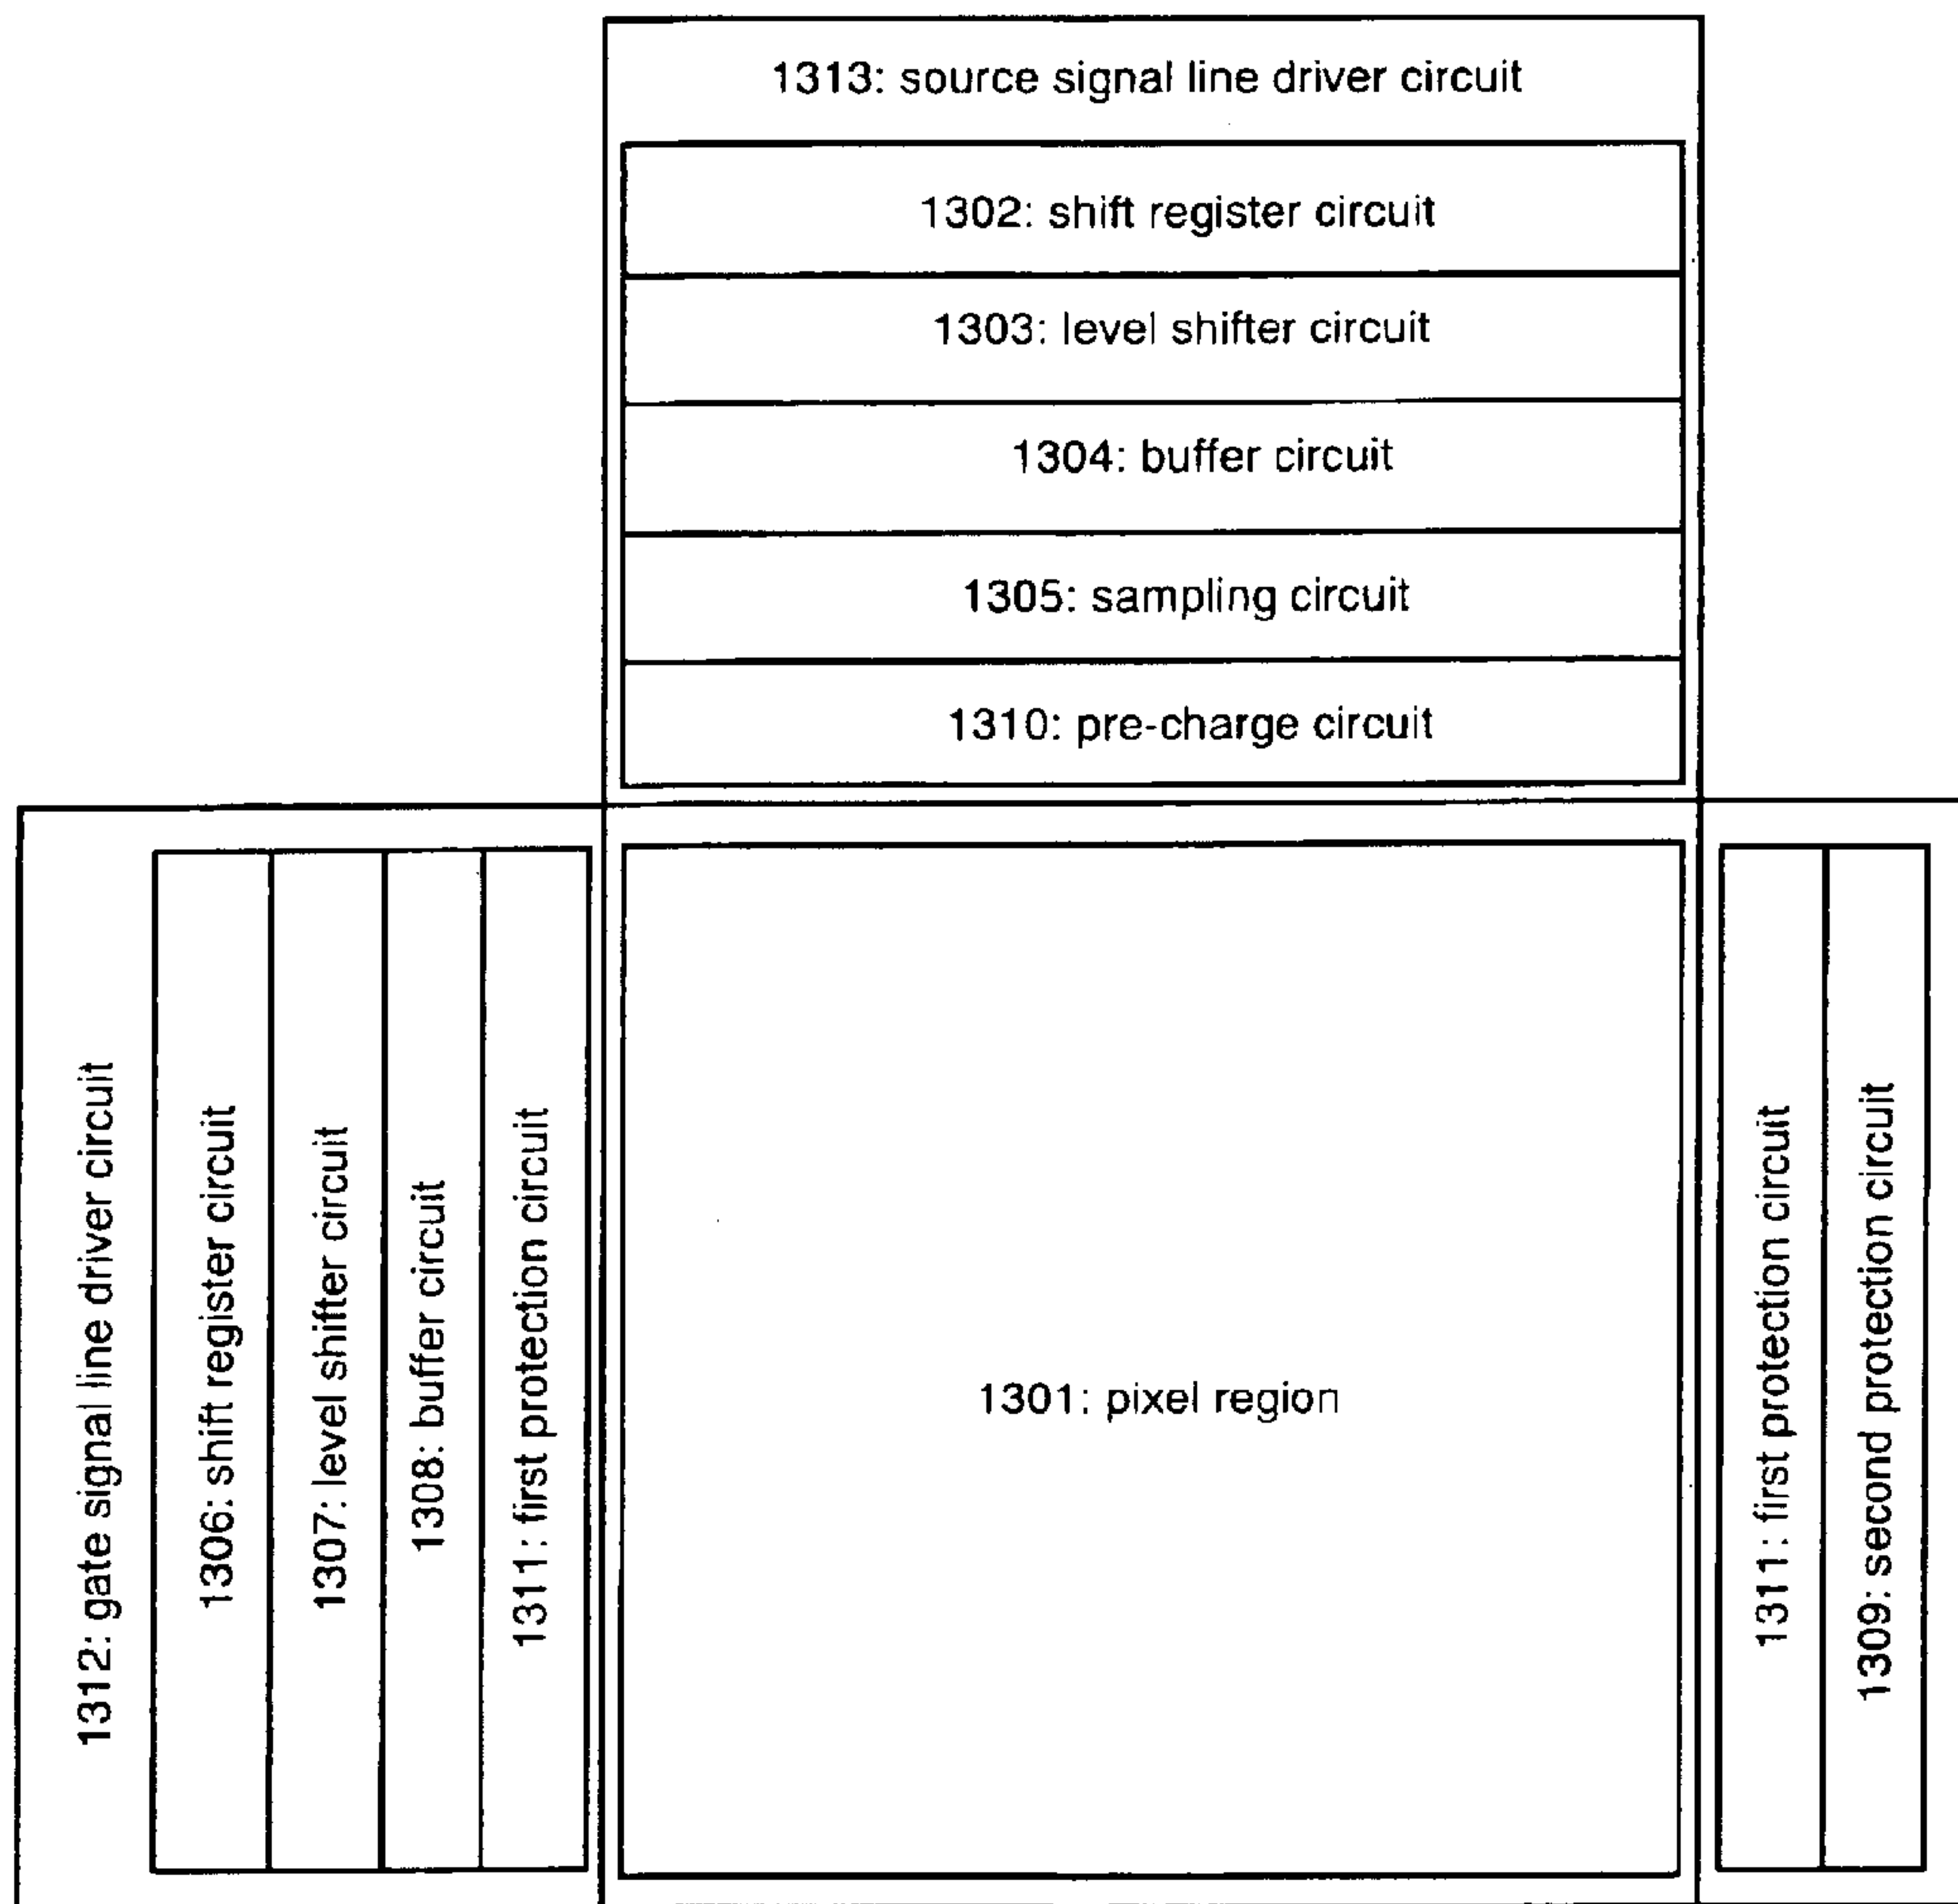 1313: source signal line driver circuit
1302: shift register circuit
1303: level shifter circuit
1304: buffer circuit
1305: sampling circuit
1310: pre-charge circuit
1312: gate signal line driver circuit
1306: shift register circuit
1307: level shifter circuit
1308: buffer circuit
1311: first protection circuit
1301: pixel region
1311: first protection circuit
1309: second protection circuit